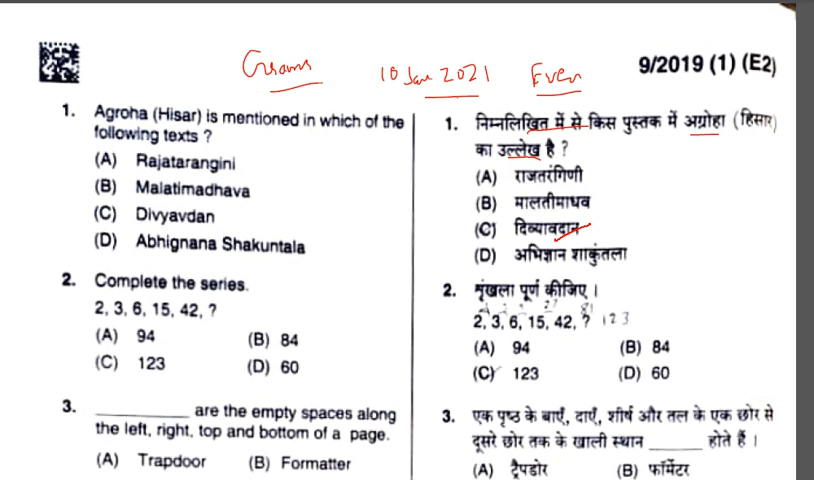 Gram 10 Jan 2021 Even
9/2019 (1) (E2)
1. Agroha (Hisar) is mentioned in which of the
following texts ?
(A) Rajatarangini
(B) Malatimadhava
(C) Divyavdan
(D) Abhignana Shakuntala
2. Complete the series.
2, 3, 6, 15, 42, ?
(A) 94 (B) 84
(C) 123 (D) 60
3. ________ are the empty spaces along
the left, right, top and bottom of a page.
(A) Trapdoor (B) Formatter
1. निम्नलिखित में से किस पुस्तक में अग्रोहा (हिसार)
का उल्लेख है ?
(A) राजतरंगिणी
(B) मालतीमाधव
(C) दिव्यावदान
(D) अभिज्ञान शाकुंतला
2. शृंखला पूर्ण कीजिए ।
2, 3, 6, 15, 42, ? 123
(A) 94 (B) 84
(C) 123 (D) 60
3. एक पृष्ठ के बाएँ, दाएँ, शीर्ष और तल के एक छोर से
दूसरे छोर तक के खाली स्थान ______ होते हैं ।
(A) ट्रैपडोर (B) फॉर्मेटर